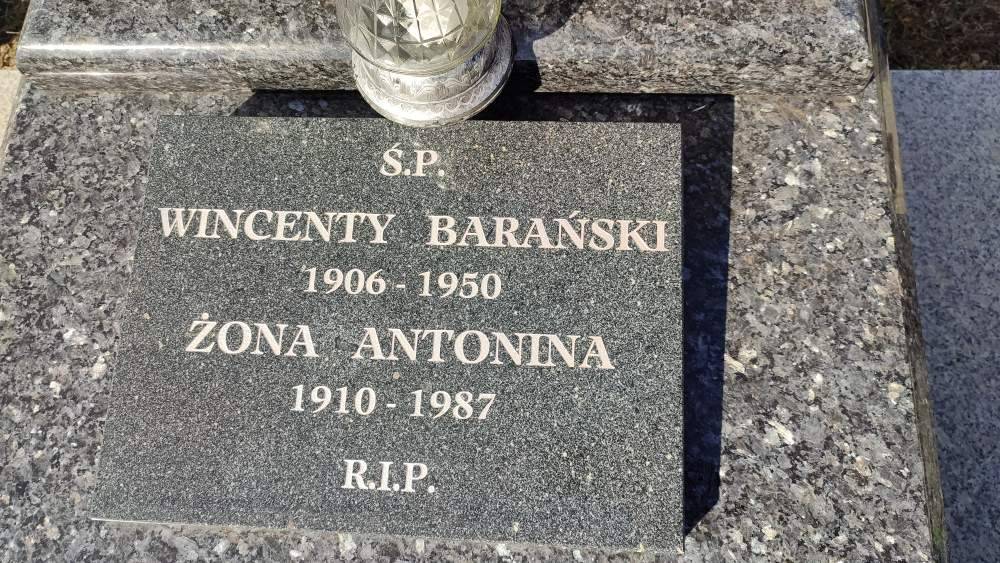 Ś.P.
WINCENTY BARAŃSKI
1906 - 1950
ŻONA ANTONINA
1910 - 1987
R.I.P.